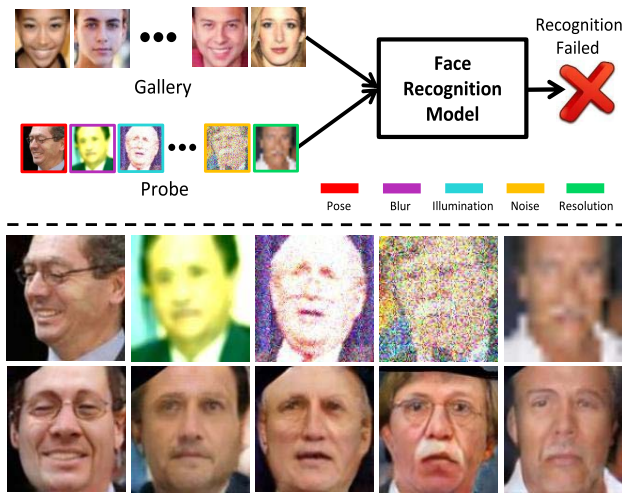 Recognition
Failed
Gallery
Face
Recognition
Model
Probe
Pose
Blur
Illumination
Noise
Resolution